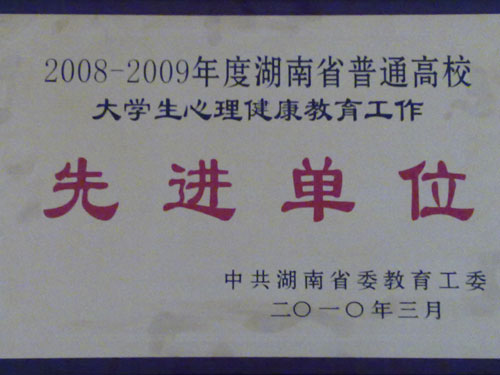 2008-2009年度湖南省普通高校
大学生心理健康教育工作
先进单位
中共湖南省委教育工委
二〇一〇年三月